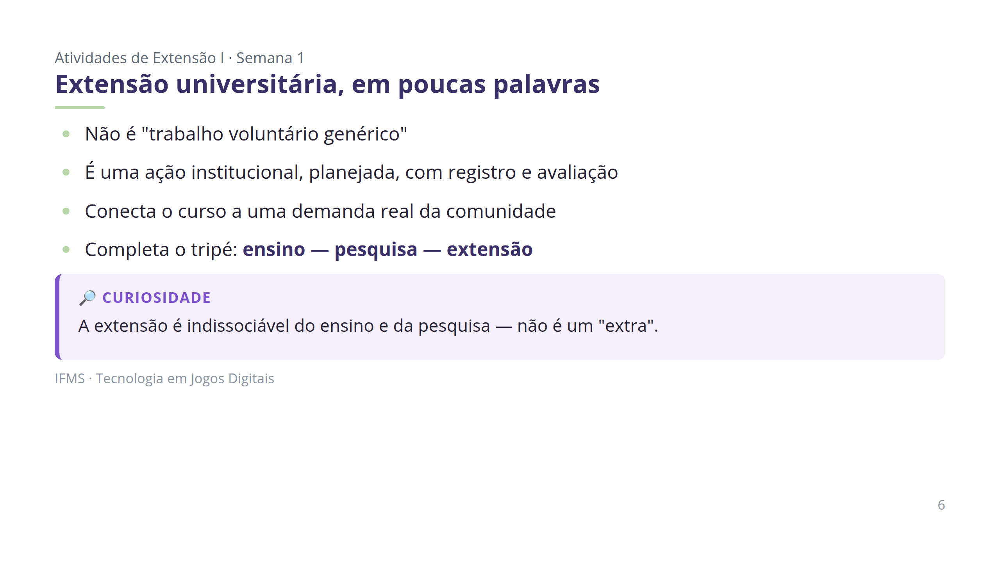 Atividades de Extensão I · Semana 1
Extensão universitária, em poucas palavras
Não é "trabalho voluntário genérico"
É uma ação institucional, planejada, com registro e avaliação
Conecta o curso a uma demanda real da comunidade
Completa o tripé: ensino — pesquisa — extensão
🔎 CURIOSIDADE
A extensão é indissociável do ensino e da pesquisa — não é um "extra".
IFMS · Tecnologia em Jogos Digitais
6